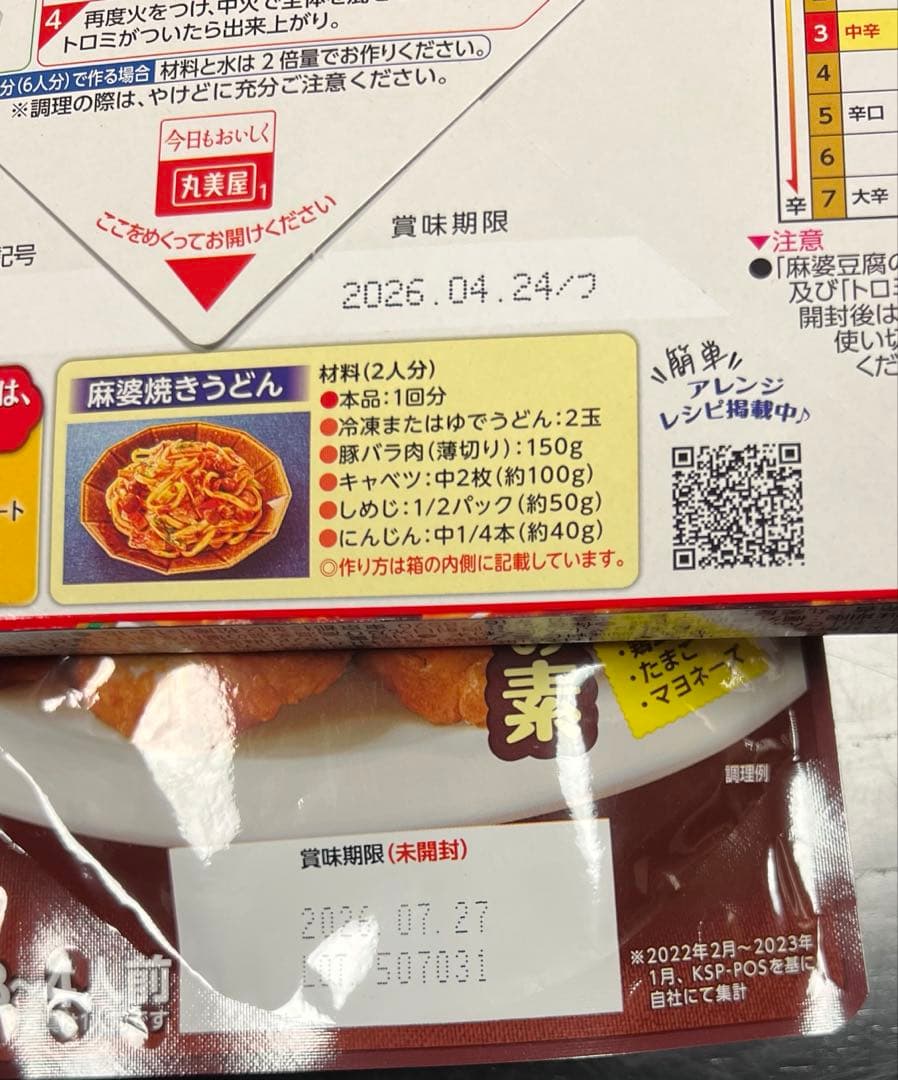 4
再度火をつけ、中火で全体を
トロミがついたら出来上がり。
分(6人分)で作る場合 材料と水は2倍量でお作りください。
※調理の際は、やけどに充分ご注意ください。
今日もおいしく
丸美屋
1
ここをめくってお開けください
記号
賞味期限
2026.04.24/つ
3 中辛
4
5 辛口
6
辛 7 大辛
▼注意
●「麻婆豆腐の
及び「トロミ
開封後は
使い切
くだ
は、
ート
麻婆焼きうどん
材料(2人分)
●本品:1回分
●冷凍またはゆでうどん:2玉
●豚バラ肉(薄切り):150g
●キャベツ:中2枚(約100g)
●しめじ:1/2パック(約50g)
●にんじん:中1/4本(約40g)
◎作り方は箱の内側に記載しています。
簡単
アレンジ
レシピ掲載中♪
の素
・たまご
・マヨネーズ
調理例
賞味期限(未開封)
2026.07.27
LOT 507031
※2022年2月~2023年
1月、KSP-POSを基に
自社にて集計
3~4人前